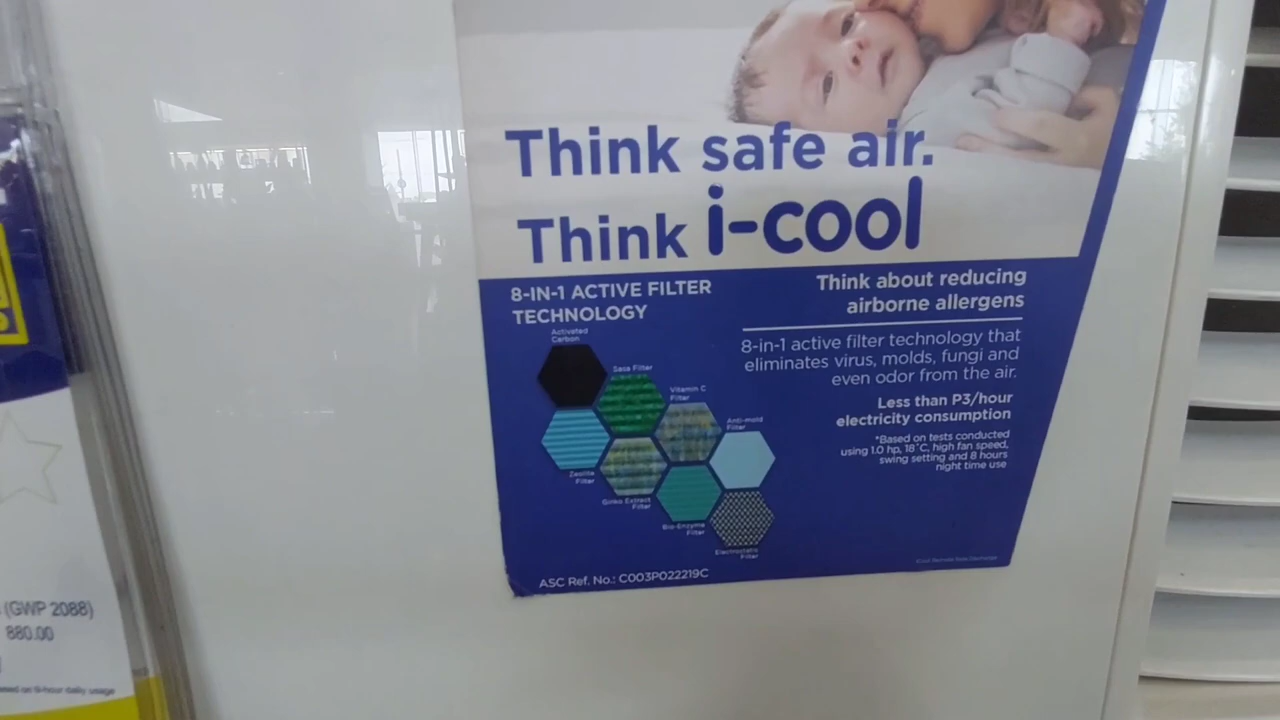 Think safe air.
Think i-cool
8-IN-1 ACTIVE FILTER
TECHNOLOGY
Activated
Carbon
Sasa Filter
Vitamin C
Filter
Anti-mold
Filter
Zeolite
Filter
Ginko Extract
Filter
Bio-Enzyme
Filter
Electrostatic
Filter
ASC Ref. No.: C003P022219C
Think about reducing
airborne allergens
8-in-1 active filter technology that
eliminates virus, molds, fungi and
even odor from the air.
Less than P3/hour
electricity consumption
*Based on tests conducted
using 1.0 hp, 18°C, high fan speed,
swing setting and 8 hours
night time use
(GWP 2088)
880.00
daily usage